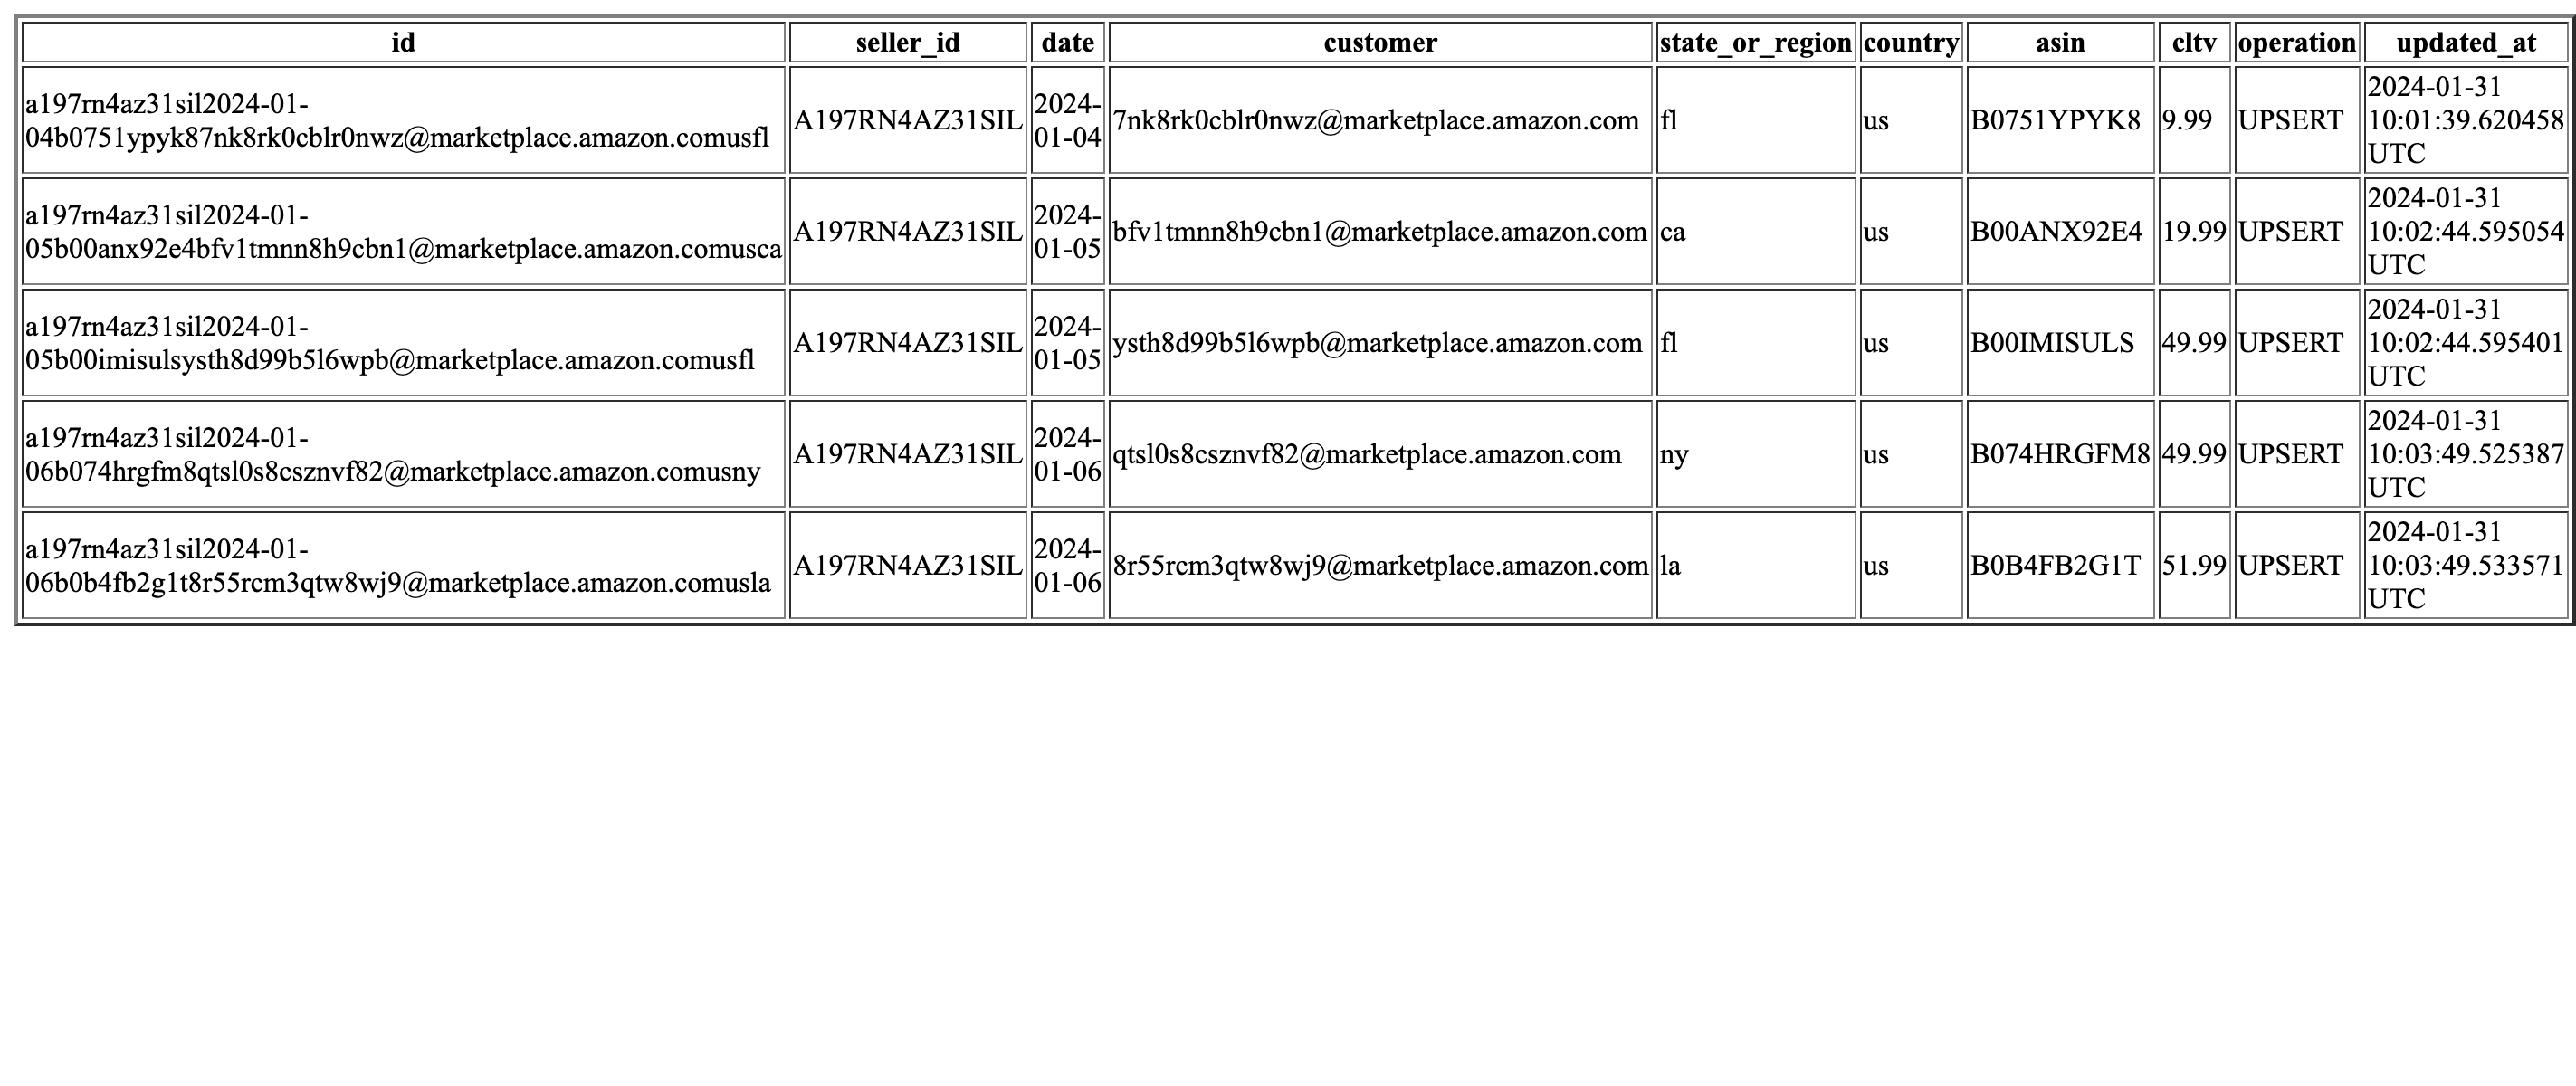 id seller_id date customer state_or_region country asin cltv operation updated_at
a197rn4az31sil2024-01-
04b0751ypyk87nk8rk0cblr0nwz@marketplace.amazon.comusfl
A197RN4AZ31SIL
2024-
01-04
7nk8rk0cblr0nwz@marketplace.amazon.com
fl
us
B0751YPYK8
9.99
UPSERT
2024-01-31
10:01:39.620458
UTC
a197rn4az31sil2024-01-
05b00anx92e4bfv1tmnn8h9cbn1@marketplace.amazon.comusca
A197RN4AZ31SIL
2024-
01-05
bfv1tmnn8h9cbn1@marketplace.amazon.com
ca
us
B00ANX92E4
19.99
UPSERT
2024-01-31
10:02:44.595054
UTC
a197rn4az31sil2024-01-
05b00imisulsysth8d99b5l6wpb@marketplace.amazon.comusfl
A197RN4AZ31SIL
2024-
01-05
ysth8d99b5l6wpb@marketplace.amazon.com
fl
us
B00IMISULS
49.99
UPSERT
2024-01-31
10:02:44.595401
UTC
a197rn4az31sil2024-01-
06b074hrgfm8qtsl0s8csznvf82@marketplace.amazon.comusny
A197RN4AZ31SIL
2024-
01-06
qtsl0s8csznvf82@marketplace.amazon.com
ny
us
B074HRGFM8
49.99
UPSERT
2024-01-31
10:03:49.525387
UTC
a197rn4az31sil2024-01-
06b0b4fb2g1t8r55rcm3qtw8wj9@marketplace.amazon.comusla
A197RN4AZ31SIL
2024-
01-06
8r55rcm3qtw8wj9@marketplace.amazon.com
la
us
B0B4FB2G1T
51.99
UPSERT
2024-01-31
10:03:49.533571
UTC